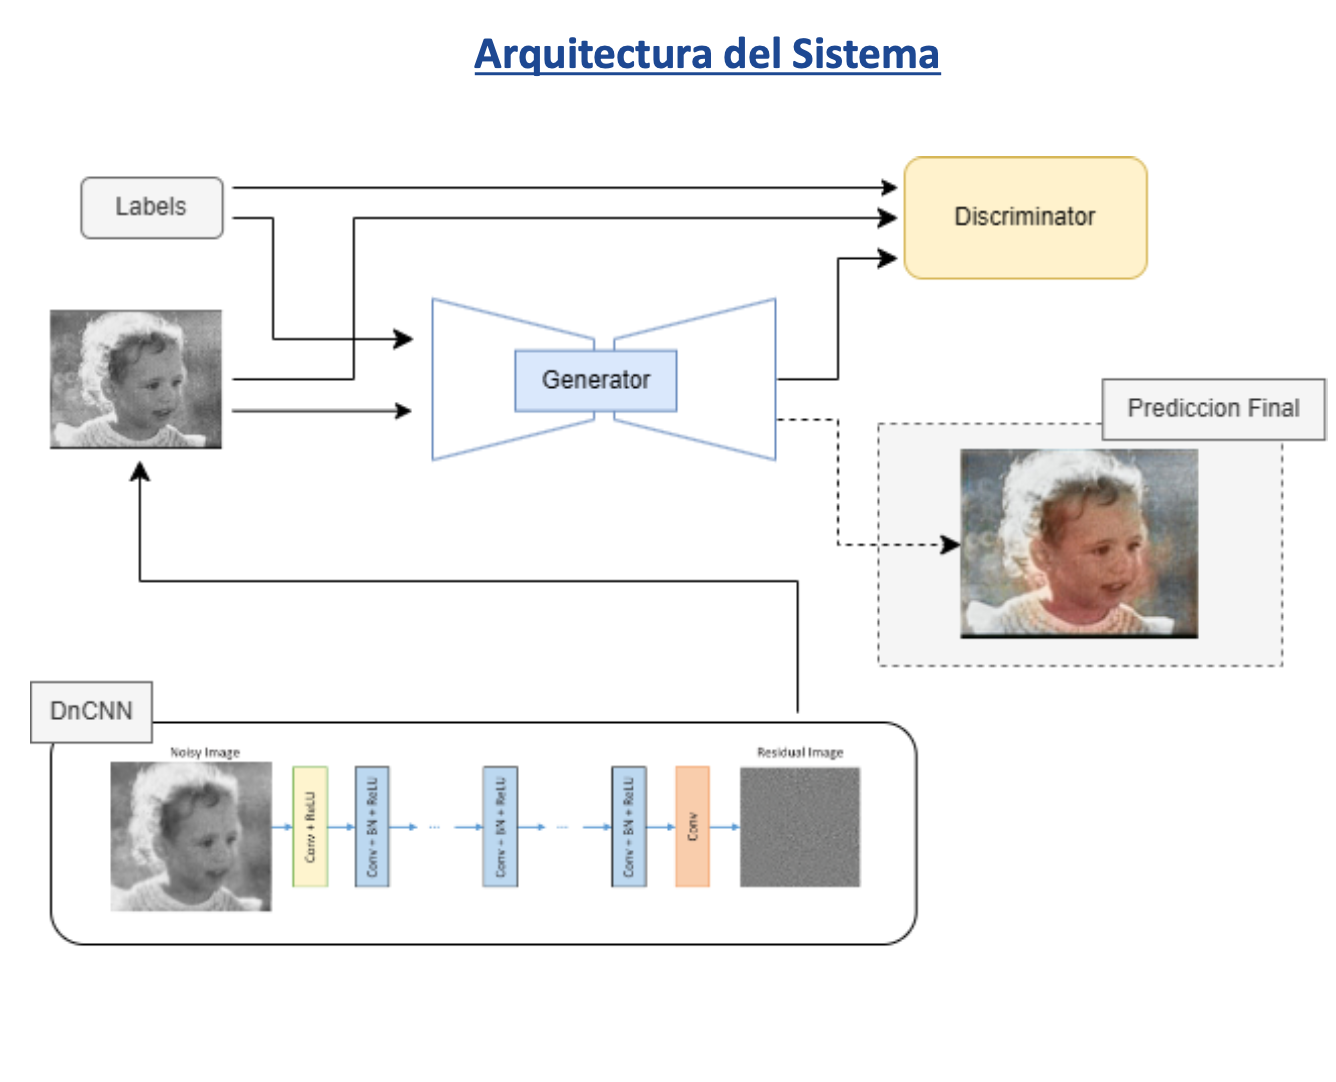 Arquitectura del Sistema
Labels
Discriminator
Generator
Prediccion Final
DnCNN
Noisy Image
Residual Image
Conv + ReLU
Conv + BN + ReLU
...
Conv + BN + ReLU
...
Conv + BN + ReLU
Conv